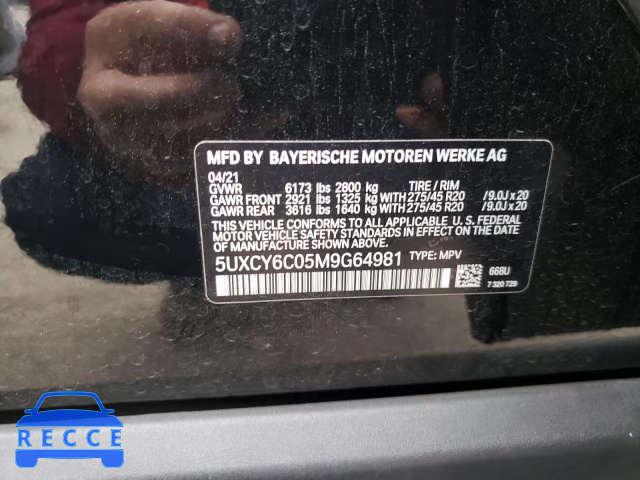 MFD BY BAYERISCHE MOTOREN WERKE AG
04/21
GVWR 6173 lbs 2800 kg TIRE / RIM
GAWR FRONT 2921 lbs 1325 kg WITH 275/45 R20 /9.0J x 20
GAWR REAR 3616 lbs 1640 kg WITH 275/45 R20 /9.0J x 20
THIS VEHICLE CONFORMS TO ALL APPLICABLE U. S. FEDERAL
MOTOR VEHICLE SAFETY STANDARDS IN EFFECT ON THE DATE OF
MANUFACTURE SHOWN ABOVE.
5UXCY6C05M9G64981 TYPE: MPV
668U
7 320 729
RECCE